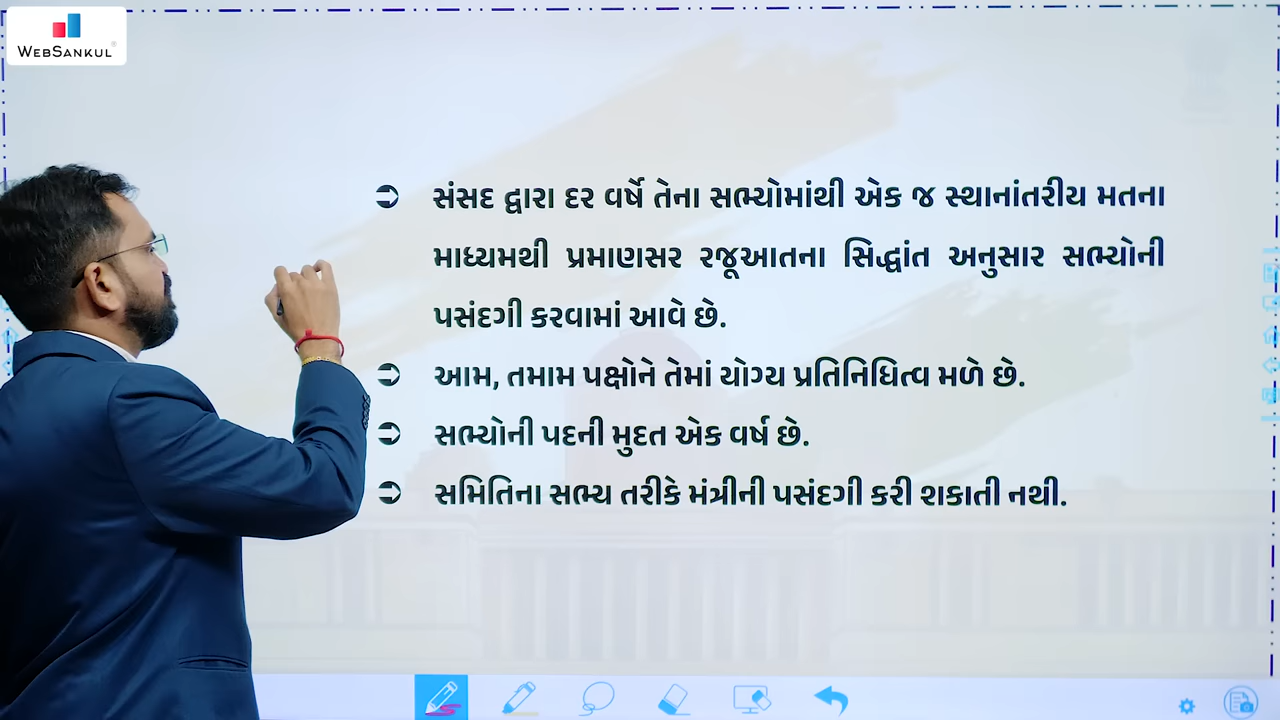 WEBSANKUL
સંસદ દ્વારા દર વર્ષે તેના સભ્યોમાંથી એક જ સ્થાનાંતરીય મતના
માધ્યમથી પ્રમાણસર રજૂઆતના સિદ્ધાંત અનુસાર સભ્યોની
પસંદગી કરવામાં આવે છે.
આમ, તમામ પક્ષોને તેમાં યોગ્ય પ્રતિનિધિત્વ મળે છે.
સભ્યોની પદની મુદત એક વર્ષ છે.
સમિતિના સભ્ય તરીકે મંત્રીની પસંદગી કરી શકાતી નથી.